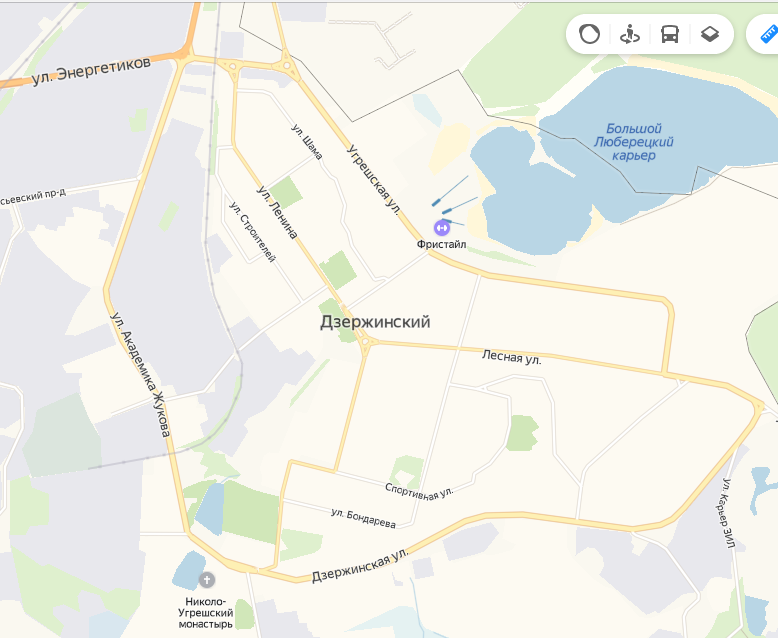 ул. Энергетиков
Большой
Люберецкий
карьер
ул. Шама
Угрешская ул.
сьевский пр-д
ул. Ленина
ул. Строителей
Фристайл
Дзержинский
ул. Академика Жукова
Лесная ул.
Спортивная ул.
ул. Бондарева
ул. Карьер ЗИЛ
Дзержинская ул.
Николо-
Угрешский
монастырь